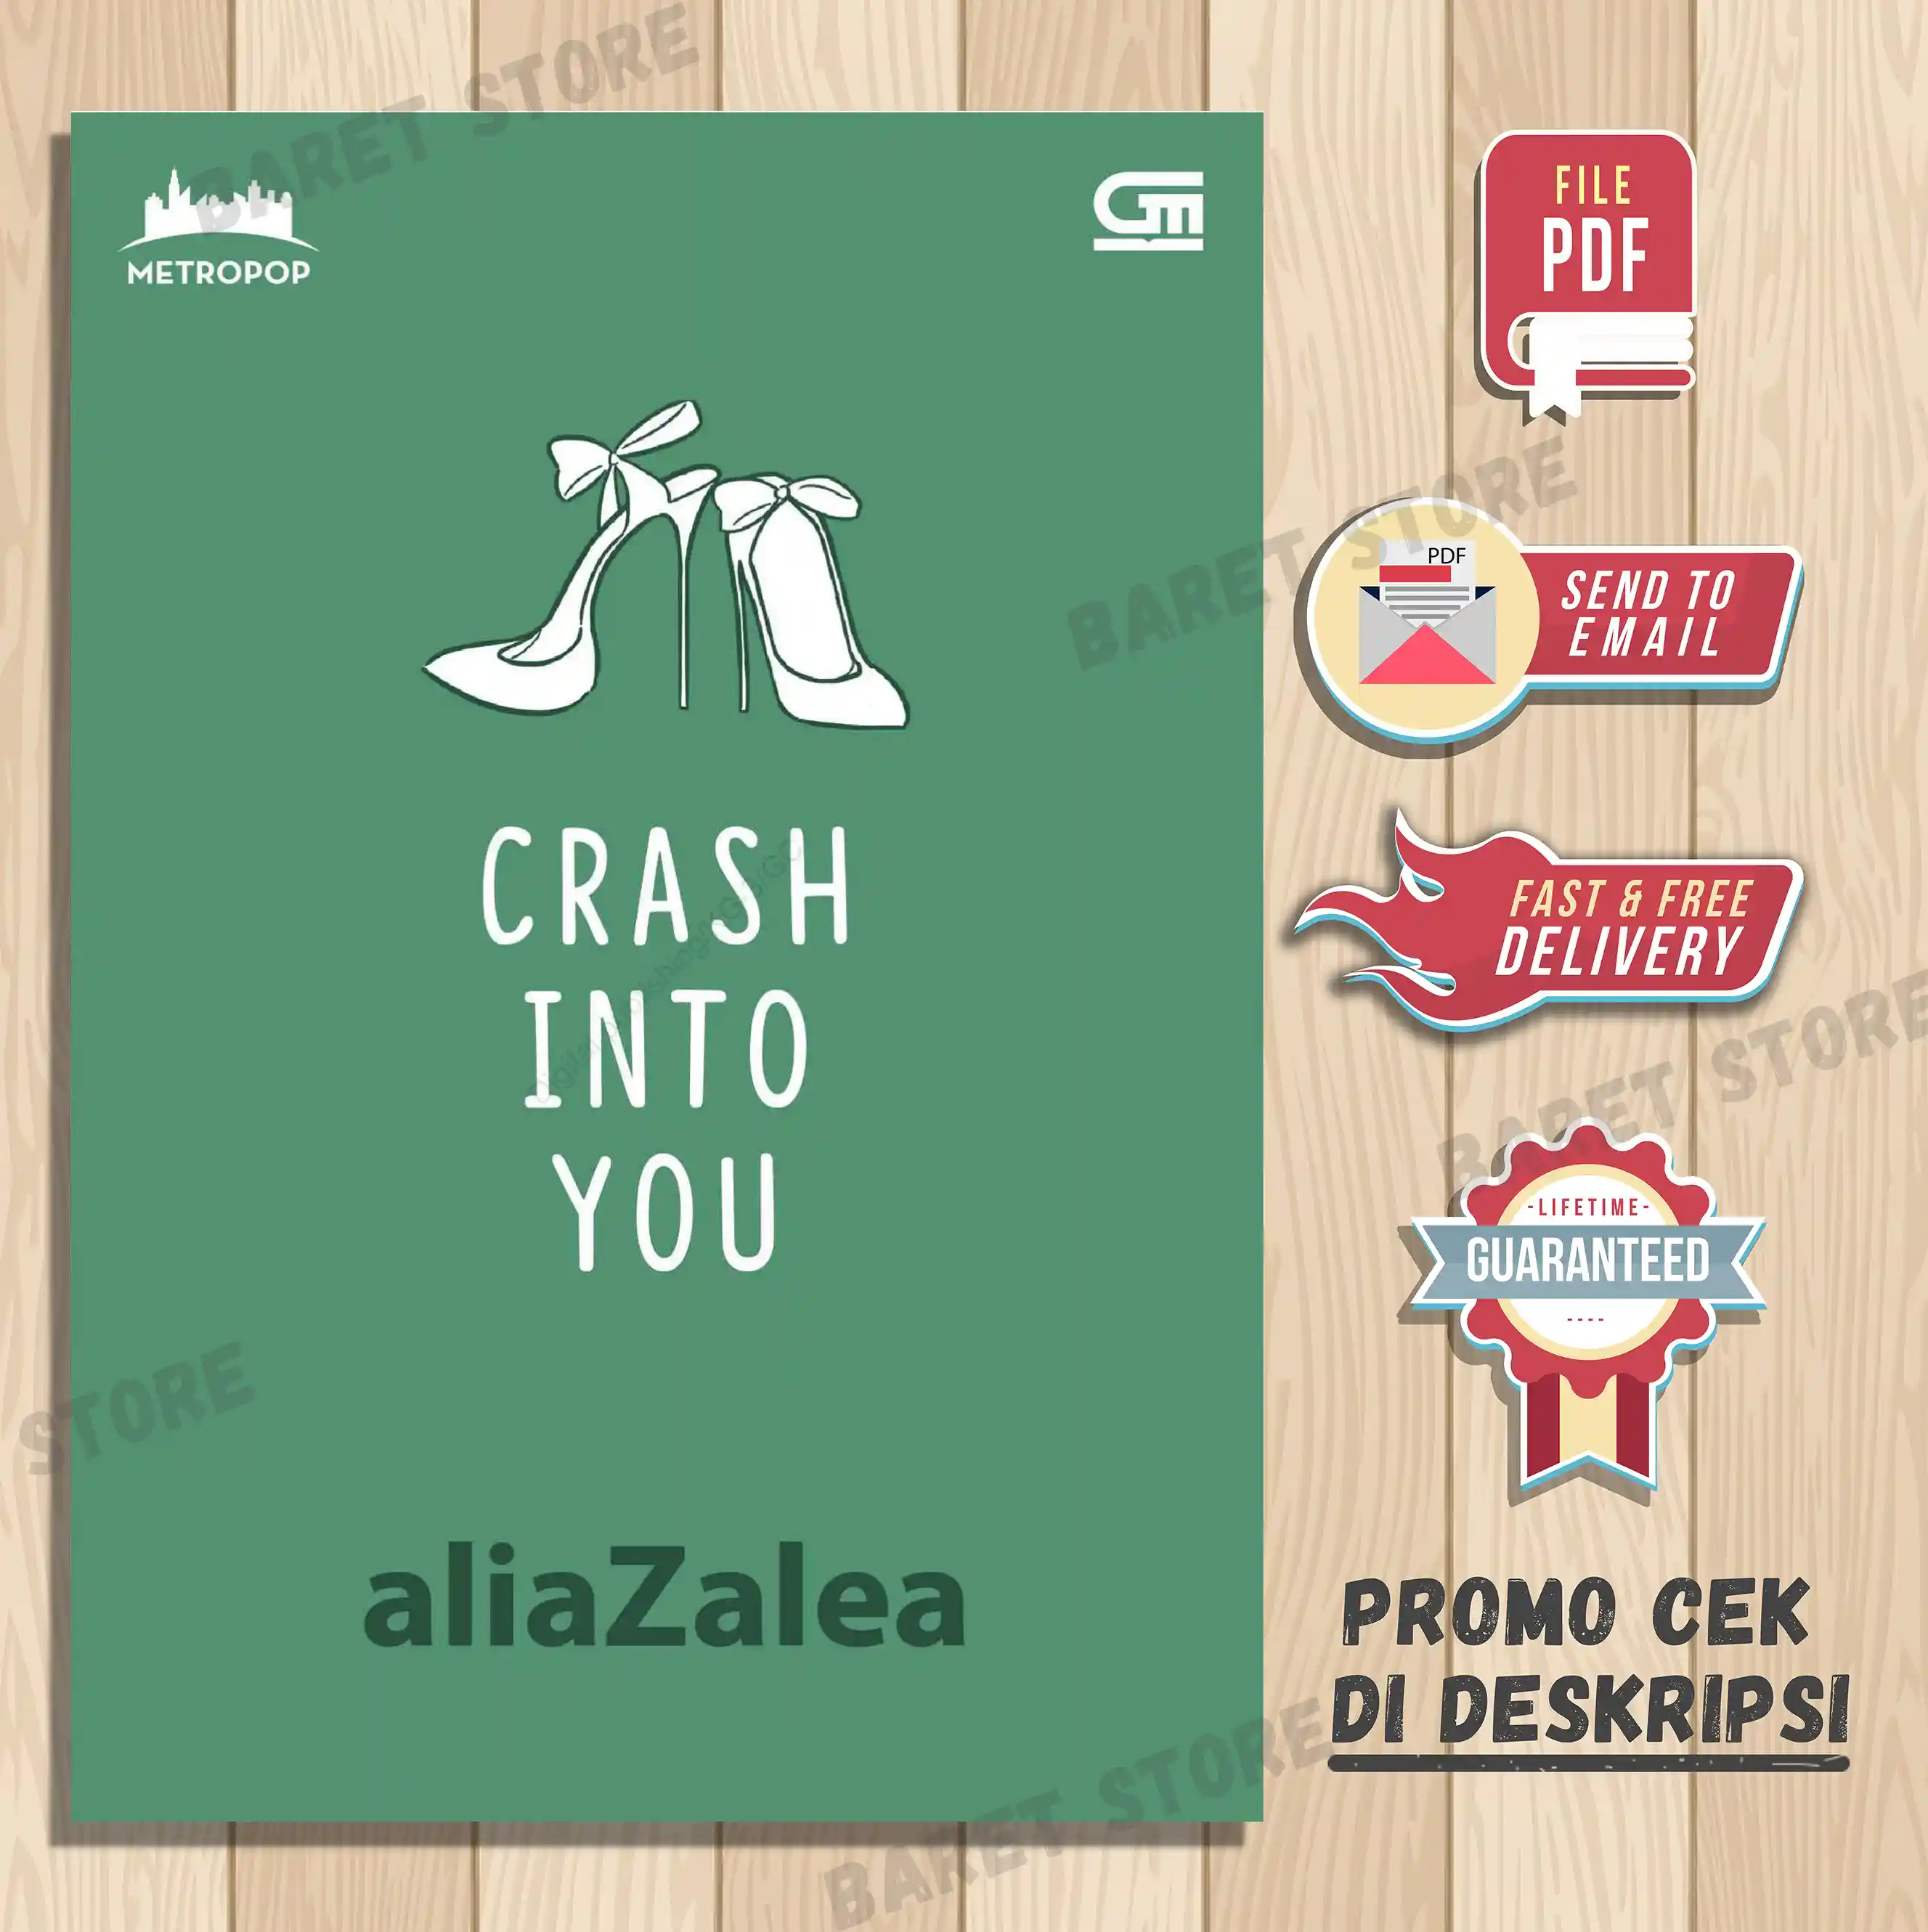 BARET STORE
METROPOP
Gm
CRASH
INTO
YOU
aliaZalea
FILE
PDF
BARET STORE
PDF
SEND TO
EMAIL
FAST & FREE
DELIVERY
BARET STORE
-LIFETIME-
GUARANTEED
STORE
PROMO CEK
DI DESKRIPSI
BARET STORE